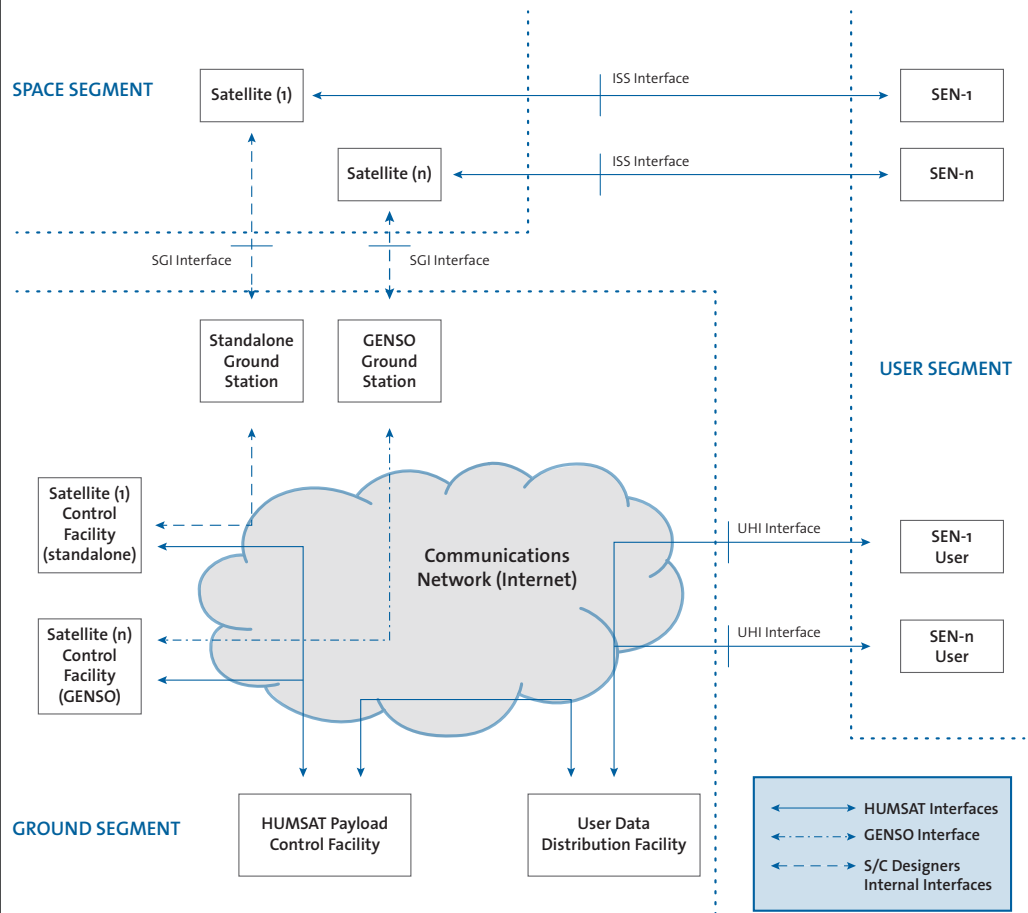 SPACE SEGMENT
Satellite (1)
ISS Interface
SEN-1
Satellite (n)
ISS Interface
SEN-n
SGI Interface
SGI Interface
Standalone
Ground
Station
GENSO
Ground
Station
USER SEGMENT
Satellite (1)
Control
Facility
(standalone)
Communications
Network (Internet)
UHI Interface
SEN-1
User
Satellite (n)
Control
Facility
(GENSO)
UHI Interface
SEN-n
User
GROUND SEGMENT
HUMSAT Payload
Control Facility
User Data
Distribution Facility
HUMSAT Interfaces
GENSO Interface
S/C Designers
Internal Interfaces